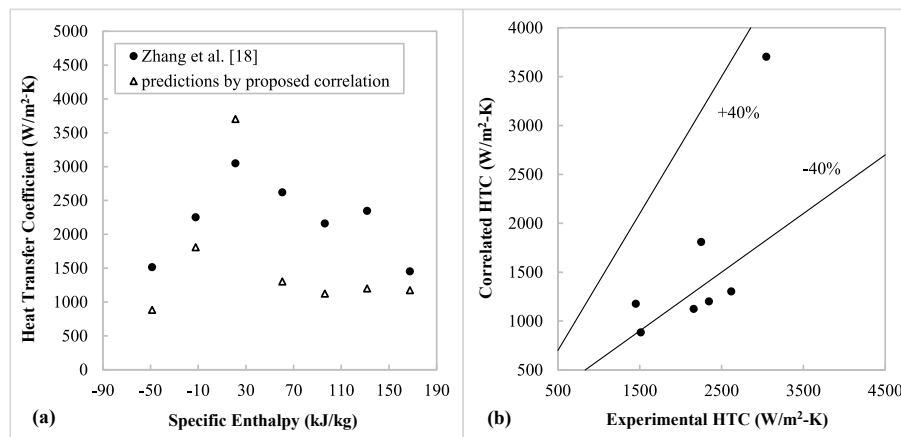 5000
4500
4000
3500
3000
2500
2000
1500
1000
500
0
Heat Transfer Coefficient (W/m²·K)
Zhang et al. [18]
predictions by proposed correlation
-90 -50 -10 30 70 110 150 190
(a)
Specific Enthalpy (kJ/kg)
4000
3500
3000
2500
2000
1500
1000
500
Correlated HTC (W/m²-K)
+40%
-40%
500 1500 2500 3500 4500
(b)
Experimental HTC (W/m²-K)